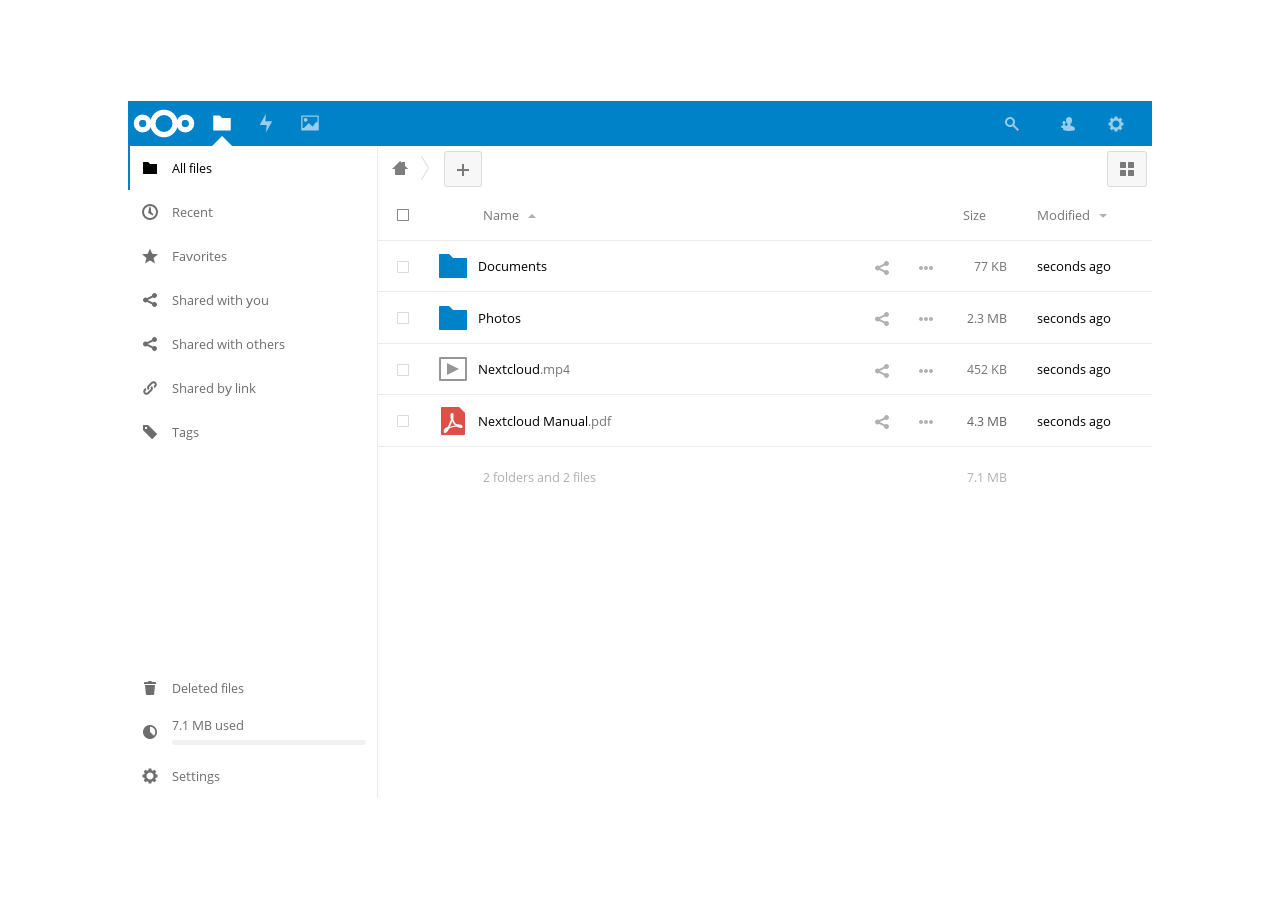 All files
Recent
Favorites
Shared with you
Shared with others
Shared by link
Tags
Deleted files
7.1 MB used
Settings
Name Size Modified
Documents 77 KB seconds ago
Photos 2.3 MB seconds ago
Nextcloud.mp4 452 KB seconds ago
Nextcloud Manual.pdf 4.3 MB seconds ago
2 folders and 2 files 7.1 MB